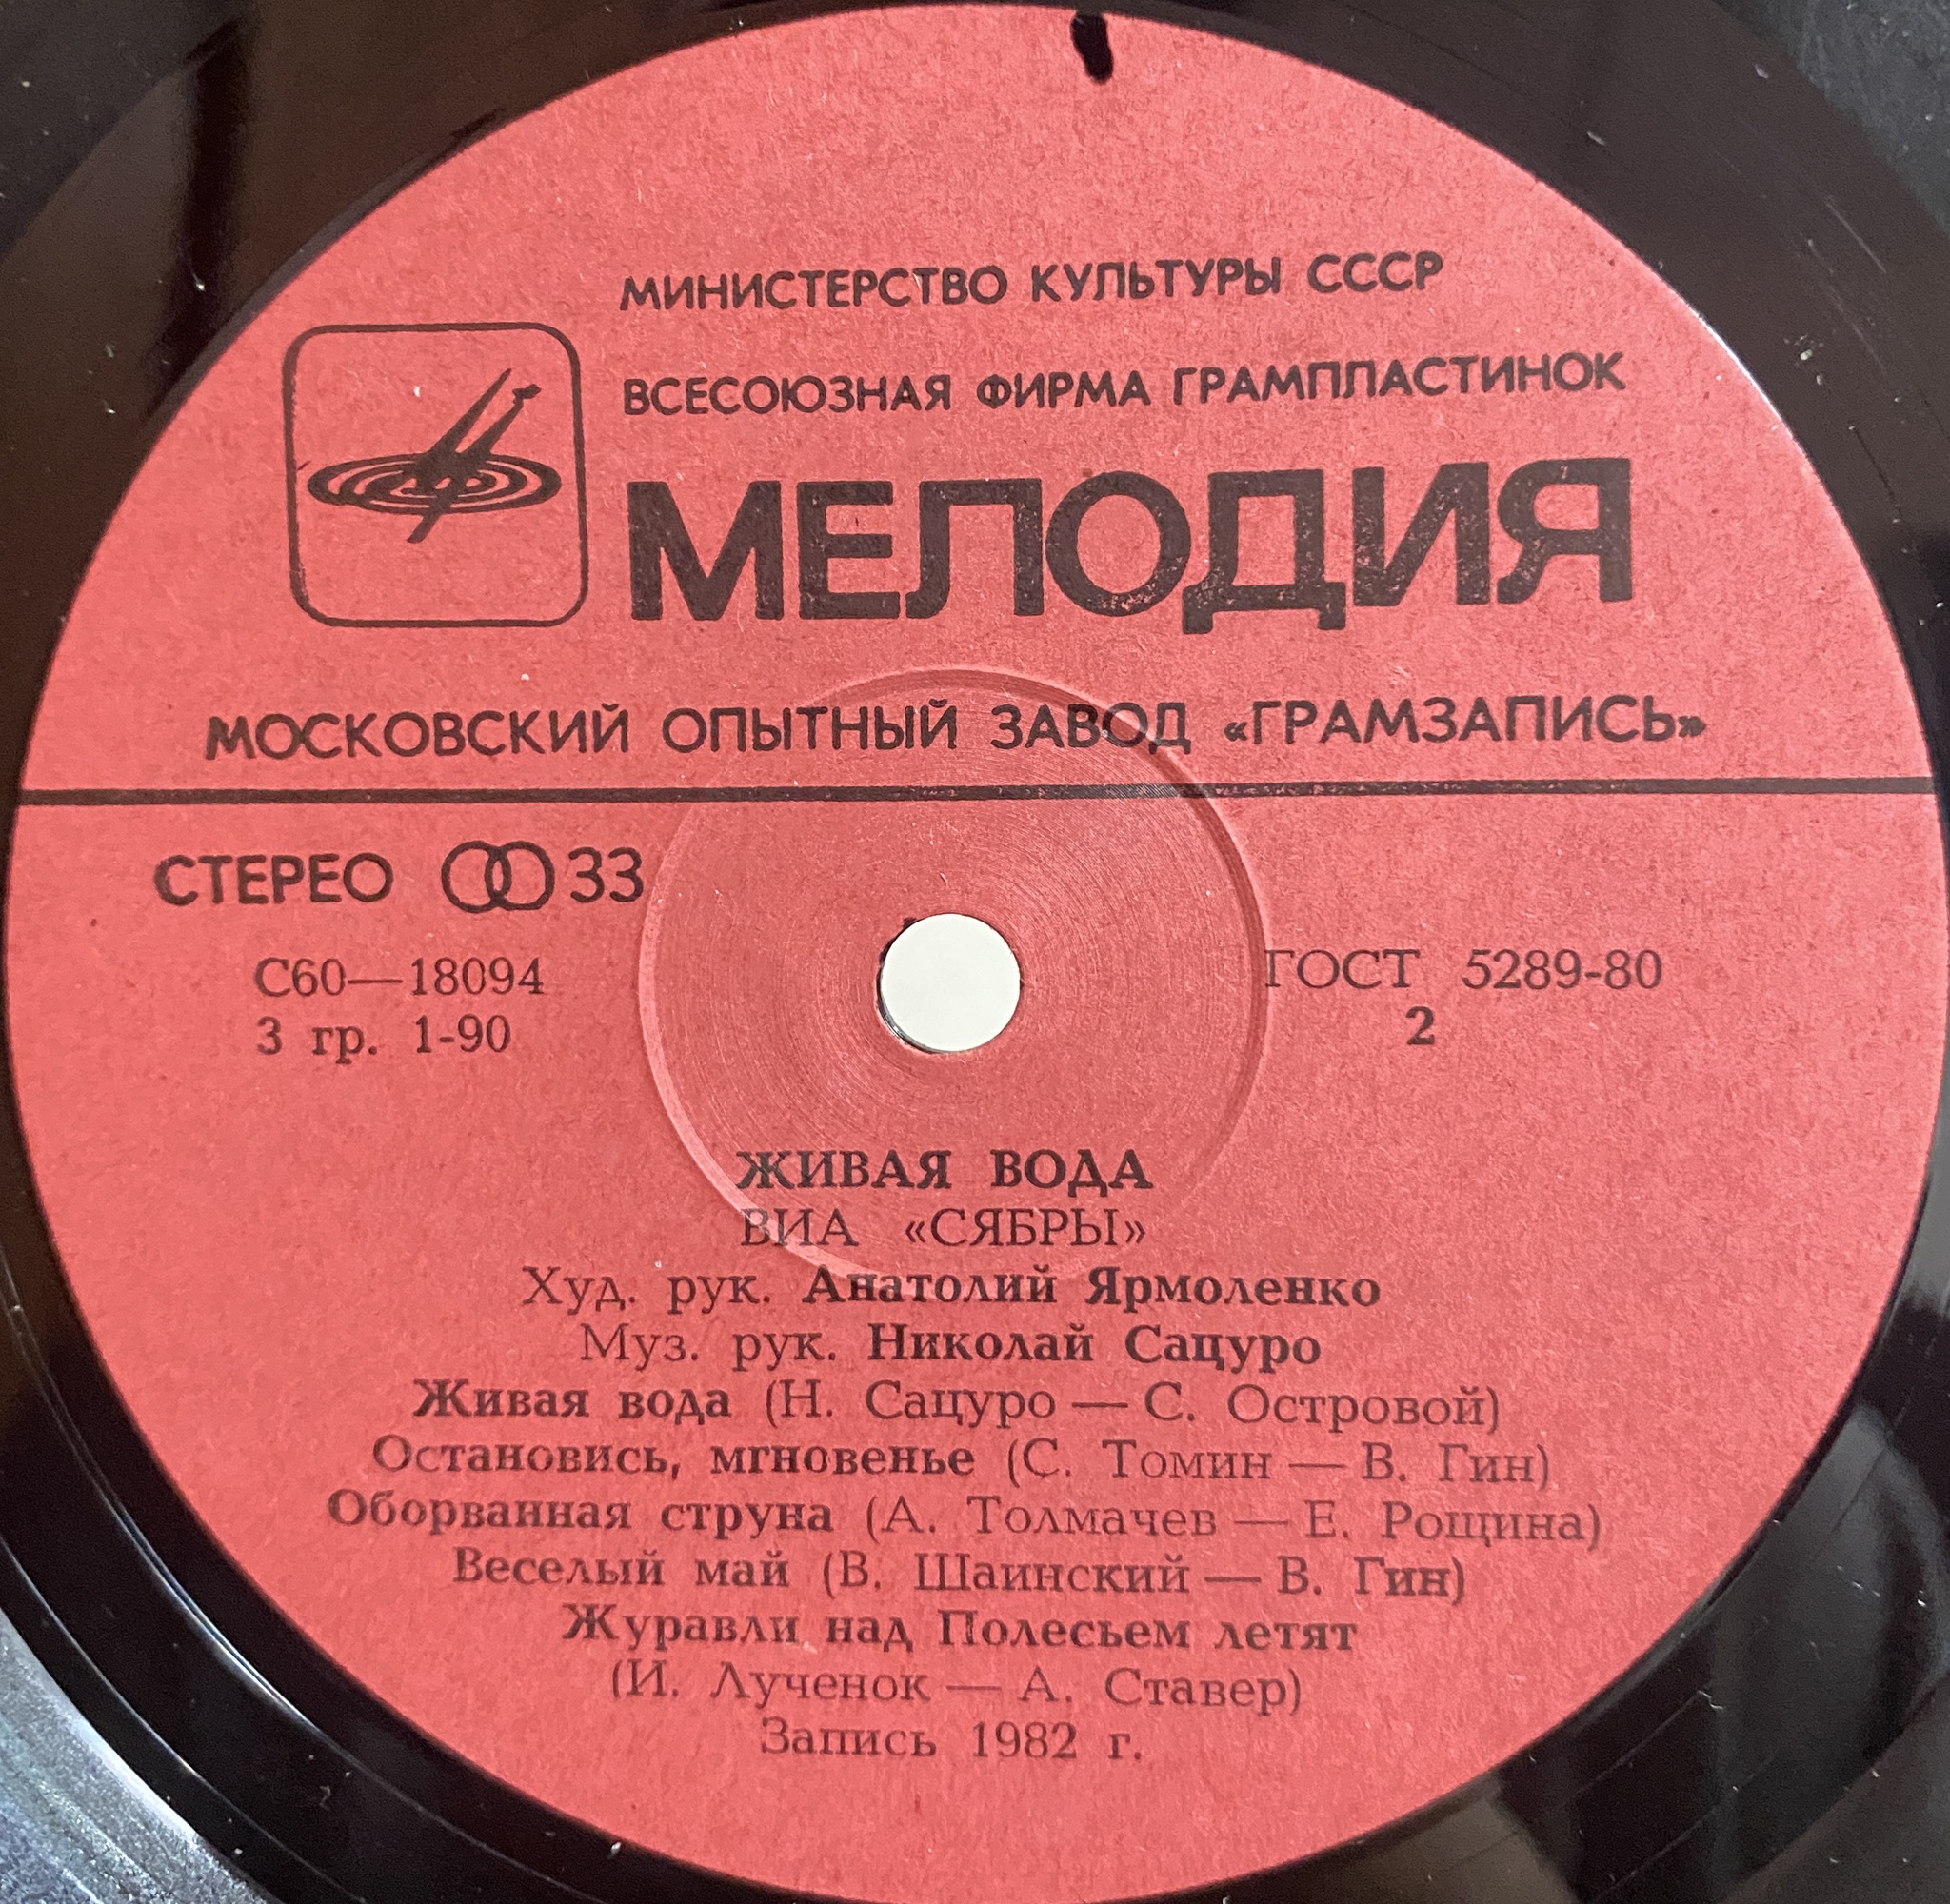 МИНИСТЕРСТВО КУЛЬТУРЫ СССР
ВСЕСОЮЗНАЯ ФИРМА ГРАМПЛАСТИНОК
МЕЛОДИЯ
МОСКОВСКИЙ ОПЫТНЫЙ ЗАВОД «ГРАМЗАПИСЬ»
СТЕРЕО 33
С60—18094
3 гр. 1-90
ГОСТ 5289-80
2
ЖИВАЯ ВОДА
ВИА «СЯБРЫ»
Худ. рук. Анатолий Ярмоленко
Муз. рук. Николай Сацуро
Живая вода (Н. Сацуро — С. Островой)
Остановись, мгновенье (С. Томин — В. Гин)
Оборванная струна (А. Толмачев — Е. Рощина)
Веселый май (В. Шаинский — В. Гин)
Журавли над Полесьем летят
(И. Лученок — А. Ставер)
Запись 1982 г.